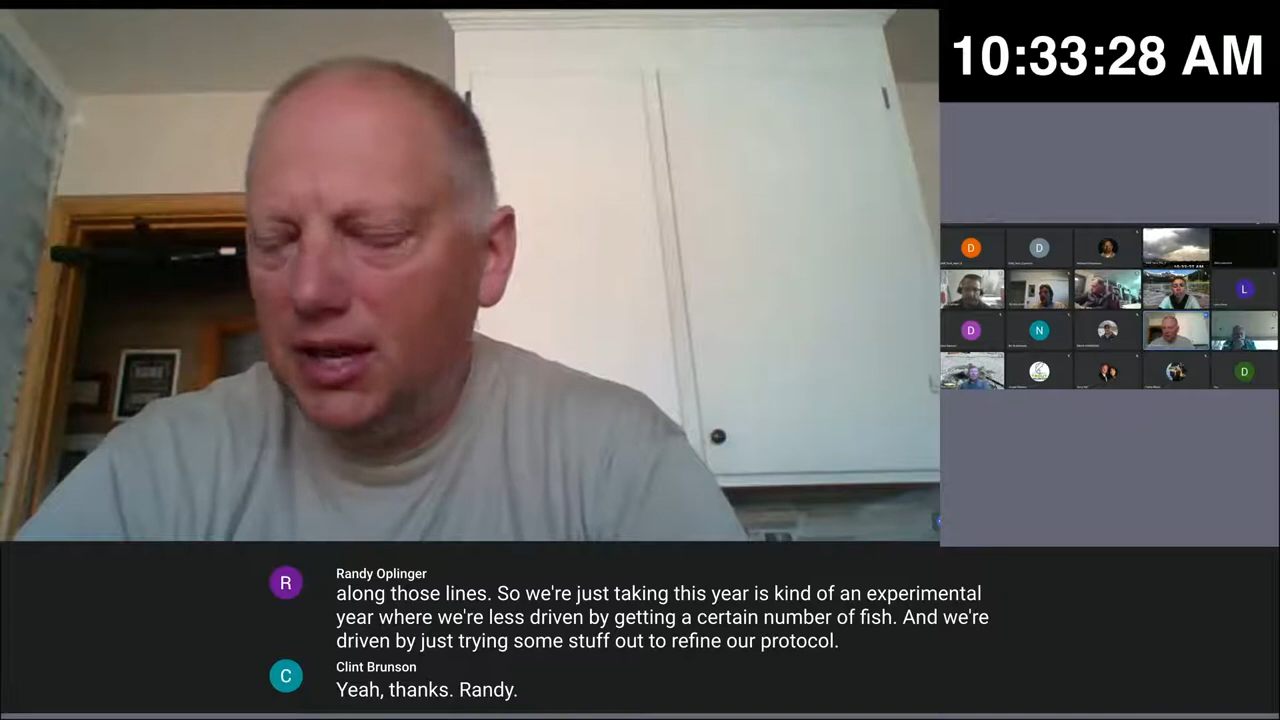 10:33:28 AM
D
D
L
D
N
D
R
Randy Oplinger
along those lines. So we're just taking this year is kind of an experimental
year where we're less driven by getting a certain number of fish. And we're
driven by just trying some stuff out to refine our protocol.
C
Clint Brunson
Yeah, thanks. Randy.